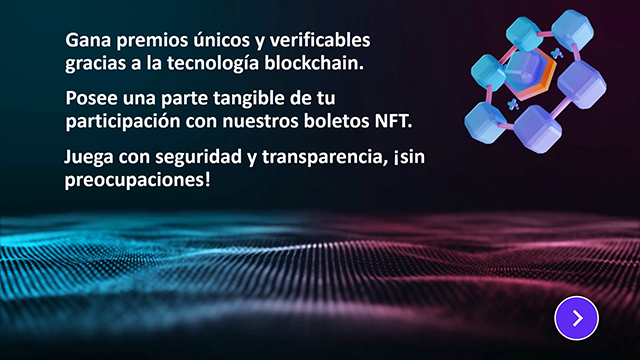 Gana premios únicos y verificables
gracias a la tecnología blockchain.
Posee una parte tangible de tu
participación con nuestros boletos NFT.
Juega con seguridad y transparencia, ¡sin
preocupaciones!